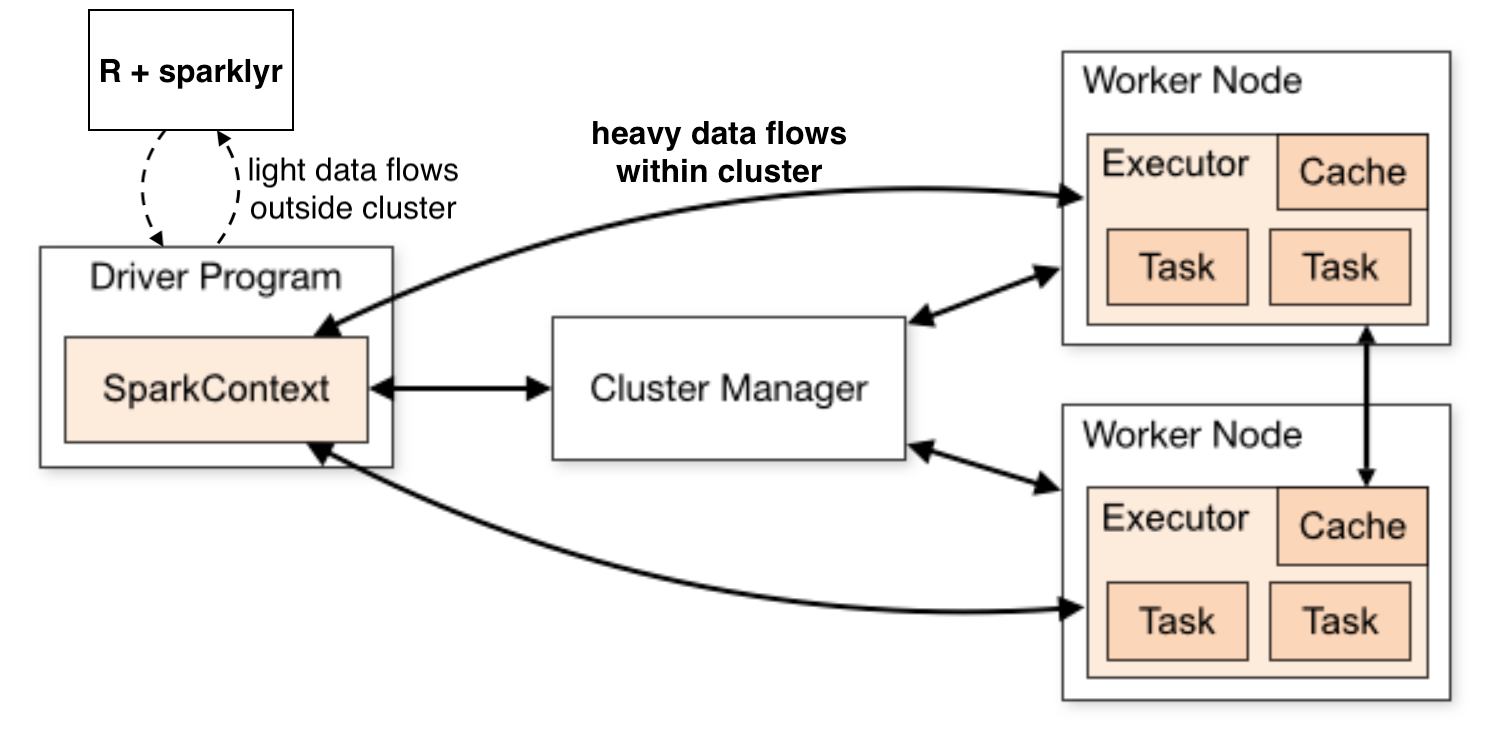 R + sparklyr
light data flows
outside cluster
heavy data flows
within cluster
Driver Program
SparkContext
Cluster Manager
Worker Node
Executor
Cache
Task
Task
Worker Node
Executor
Cache
Task
Task